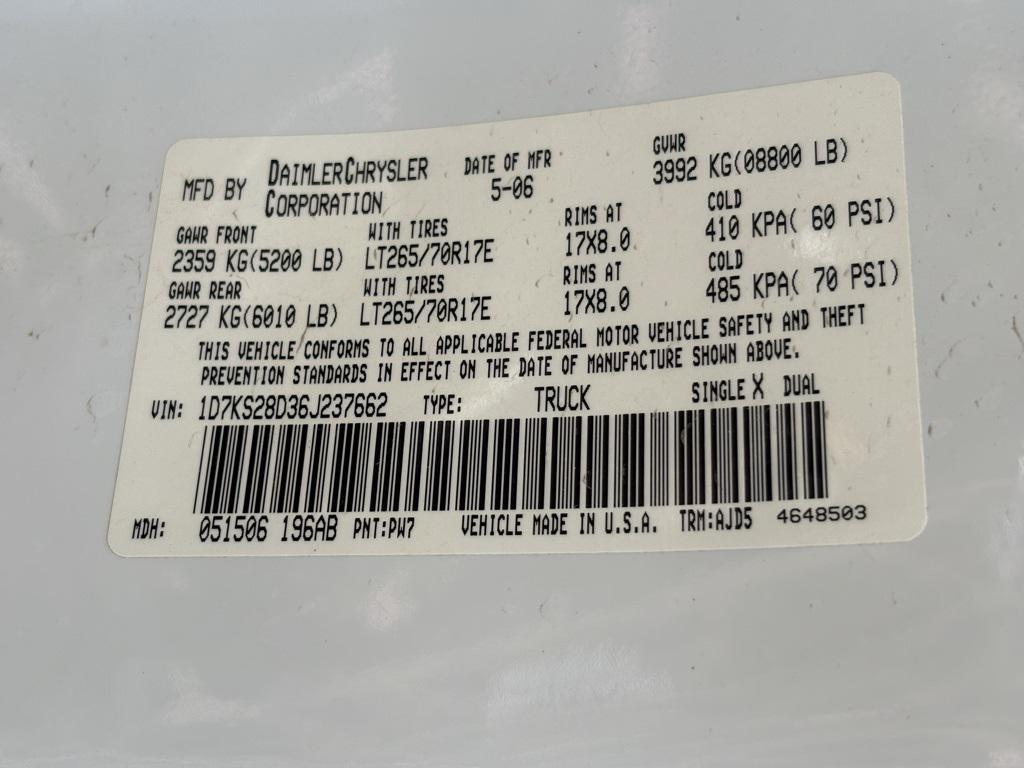 MFD BY DAIMLERCHRYSLER CORPORATION DATE OF MFR 5-06 GVWR 3992 KG(08800 LB)
GAWR FRONT WITH TIRES RIMS AT COLD
2359 KG(5200 LB) LT265/70R17E 17X8.0 410 KPA( 60 PSI)
GAWR REAR WITH TIRES RIMS AT COLD
2727 KG(6010 LB) LT265/70R17E 17X8.0 485 KPA( 70 PSI)
THIS VEHICLE CONFORMS TO ALL APPLICABLE FEDERAL MOTOR VEHICLE SAFETY AND THEFT
PREVENTION STANDARDS IN EFFECT ON THE DATE OF MANUFACTURE SHOWN ABOVE.
VIN: 1D7KS28D36J237662 TYPE: TRUCK SINGLE X DUAL
MDH: 051506 196AB PNT:PW7 VEHICLE MADE IN U.S.A. TRM:AJD5 4648503